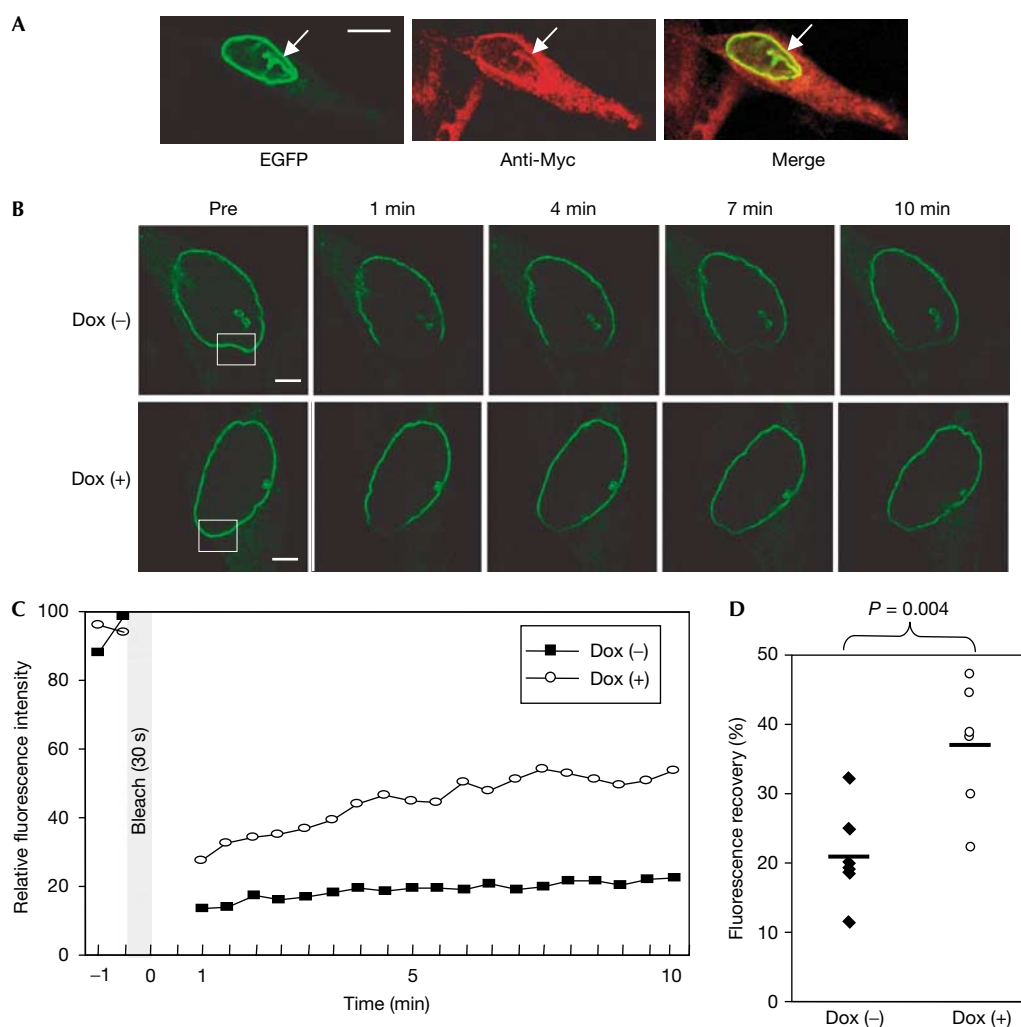 A
EGFP
Anti-Myc
Merge
B
Pre
1 min
4 min
7 min
10 min
Dox (–)
Dox (+)
C
Relative fluorescence intensity
100
80
60
40
20
0
Bleach (30 s)
Dox (–)
Dox (+)
–1
0
1
5
10
Time (min)
D
P = 0.004
Fluorescence recovery (%)
50
40
30
20
10
0
Dox (–)
Dox (+)